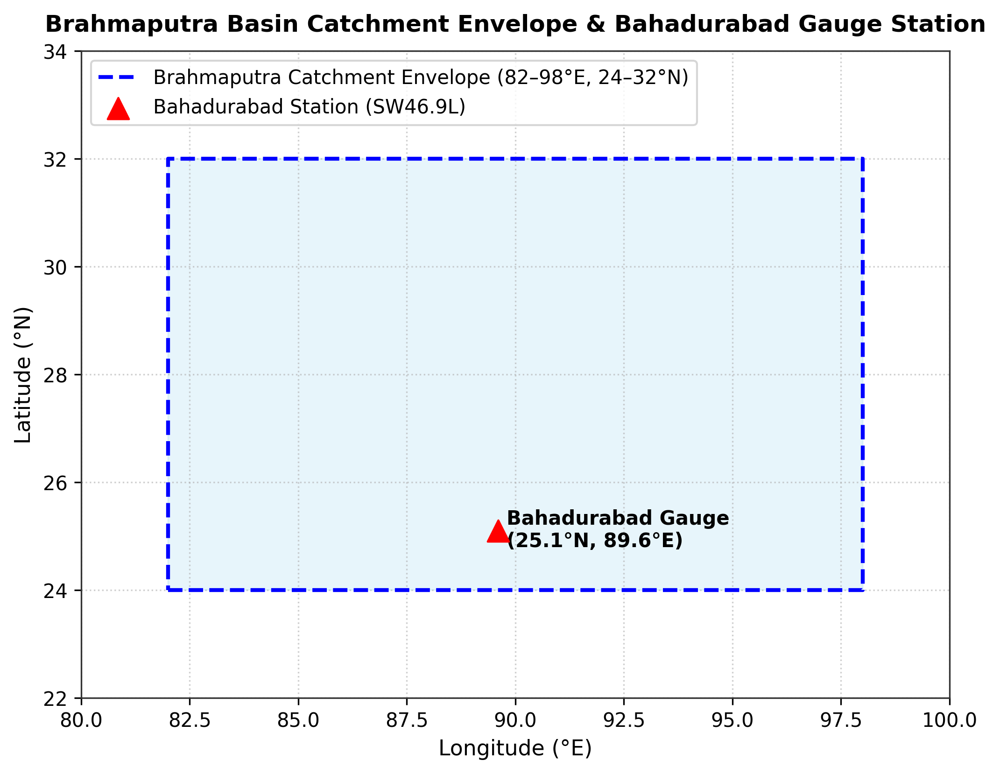 Brahmaputra Basin Catchment Envelope & Bahadurabad Gauge Station
Brahmaputra Catchment Envelope (82–98°E, 24–32°N)
Bahadurabad Station (SW46.9L)
34
32
30
28
26
24
22
Latitude (°N)
Bahadurabad Gauge
(25.1°N, 89.6°E)
80.0 82.5 85.0 87.5 90.0 92.5 95.0 97.5 100.0
Longitude (°E)